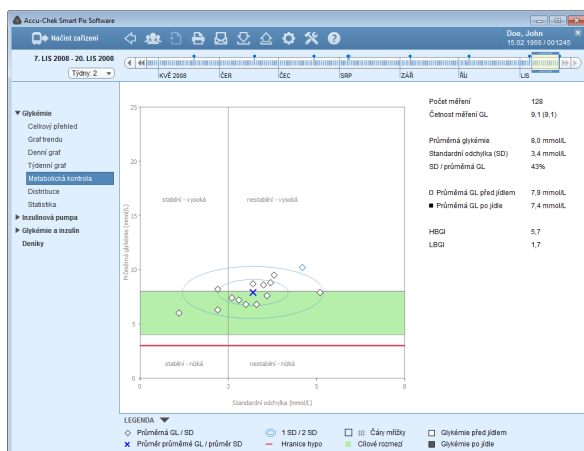 Accu-Chek Smart Pix Software
Načíst zařízení
Doe, John
15.02.1966 / 001245
7. LIS 2008 - 20. LIS 2008
Týdny: 2
KVĚ 2008
ČER
ČEC
SRP
ZÁŘ
ŘÍJ
LIS
Glykémie
Celkový přehled
Graf trendu
Denní graf
Týdenní graf
Metabolická kontrola
Distribuce
Statistika
Inzulínová pumpa
Glykémie a inzulín
Deníky
Průměrná glykémie (mmol/L)
25
20
15
10
5
0
stabilní - vysoká
nestabilní - vysoká
stabilní - nízká
nestabilní - nízká
0
3
5
8
Standardní odchylka (mmol/L)
Počet měření 128
Četnost měření GL 9,1 (9,1)
Průměrná glykémie 8,0 mmol/L
Standardní odchylka (SD) 3,4 mmol/L
SD / průměrná GL 43%
Průměrná GL před jídlem 7,9 mmol/L
Průměrná GL po jídle 7,4 mmol/L
HBGI 5,7
LBGI 1,7
LEGENDA
Průměrná GL / SD
1 SD / 2 SD
Čáry mřížky
Glykémie před jídlem
Průměr průměrné GL / průměr SD
Hranice hypo
Cílové rozmezí
Glykémie po jídle